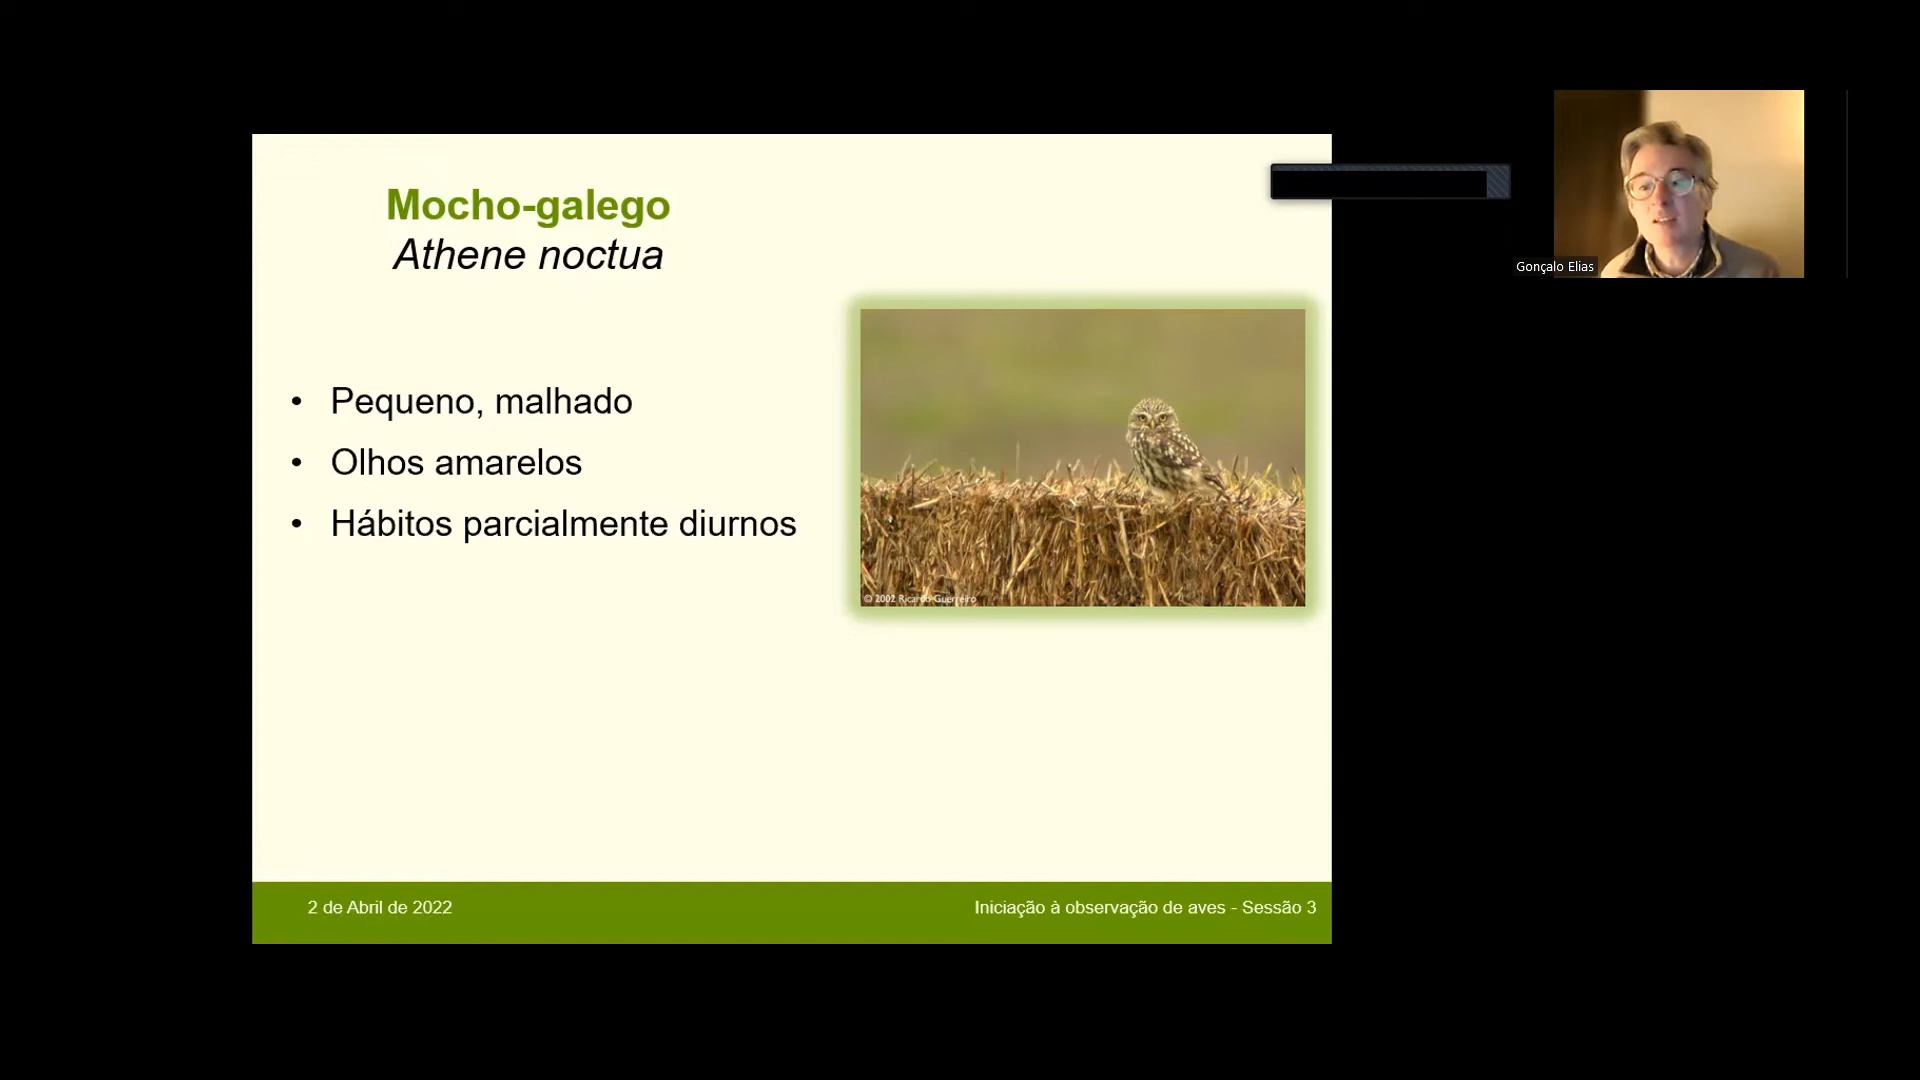 Mocho-galego
Athene noctua
• Pequeno, malhado
• Olhos amarelos
• Hábitos parcialmente diurnos
© 2002 Ricardo Guerreiro
2 de Abril de 2022
Iniciação à observação de aves - Sessão 3
Gonçalo Elias